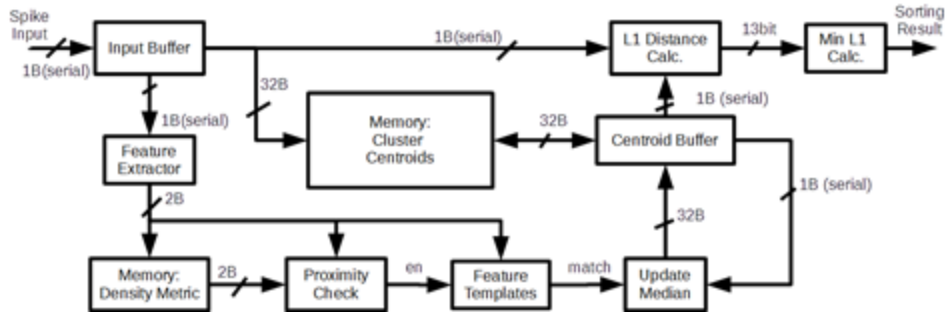 Spike
Input
Sorting
Result
1B(serial)
Input Buffer
1B(serial)
L1 Distance
Calc.
13bit
Min L1
Calc.
32B
1B(serial)
Feature
Extractor
Memory:
Cluster
Centroids
32B
1B (serial)
Centroid Buffer
1B (serial)
2B
32B
Memory:
Density Metric
2B
Proximity
Check
en
Feature
Templates
match
Update
Median